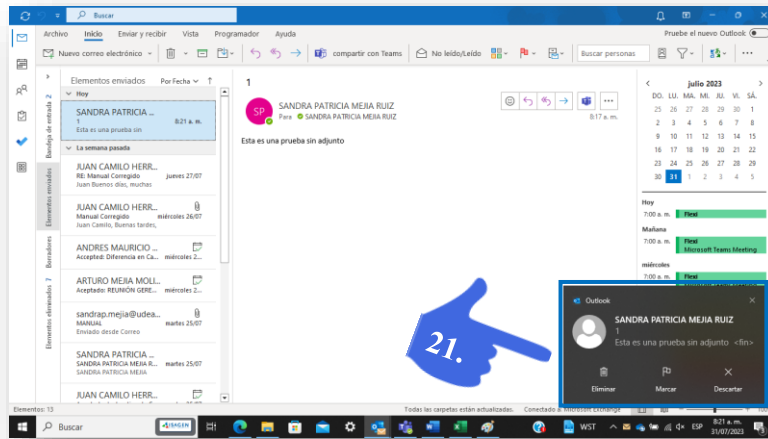 Buscar
Archivo Inicio Enviar y recibir Vista Programador Ayuda Pruebe el nuevo Outlook
Nuevo correo electrónico compartir con Teams No leído/Leído Buscar personas
Bandeja de entrada 2
Elementos enviados
Borradores
Elementos eliminados 7
Elementos enviados Por Fecha
Hoy
SANDRA PATRICIA ...
1 8:21 a. m.
Esta es una prueba sin
La semana pasada
JUAN CAMILO HERR...
RE: Manual Corregido jueves 27/07
Juan Buenos días, muchas
JUAN CAMILO HERR...
Manual Corregido miércoles 26/07
Juan Camilo, Buenas tardes,
ANDRES MAURICIO ...
Accepted: Diferencia en Ca... miércoles 2...
ARTURO MEJIA MOLI...
Aceptado: REUNIÓN GERE... miércoles 2...
sandrap.mejia@udea...
MANUAL martes 25/07
Enviado desde Correo
SANDRA PATRICIA ...
SANDRA PATRICIA MEJIA R... martes 25/07
SANDRA PATRICIA MEJIA
JUAN CAMILO HERR...
1
SP
SANDRA PATRICIA MEJIA RUIZ
Para SANDRA PATRICIA MEJIA RUIZ
8:17 a. m.
Esta es una prueba sin adjunto
julio 2023
DO. LU. MA. MI. JU. VI. SÁ.
25 26 27 28 29 30 1
2 3 4 5 6 7 8
9 10 11 12 13 14 15
16 17 18 19 20 21 22
23 24 25 26 27 28 29
30 31 1 2 3 4 5
Hoy
7:00 a. m. Flexi
Mañana
7:00 a. m. Flexi
Microsoft Teams Meeting
miércoles
7:00 a. m. Flexi
21.
Outlook
SANDRA PATRICIA MEJIA RUIZ
1
Esta es una prueba sin adjunto <fin>
Eliminar Marcar Descartar
Elementos: 13 Todas las carpetas están actualizadas. Conectado a: Microsoft Exchange
Buscar WST ESP 8:21 a. m.
31/07/2023